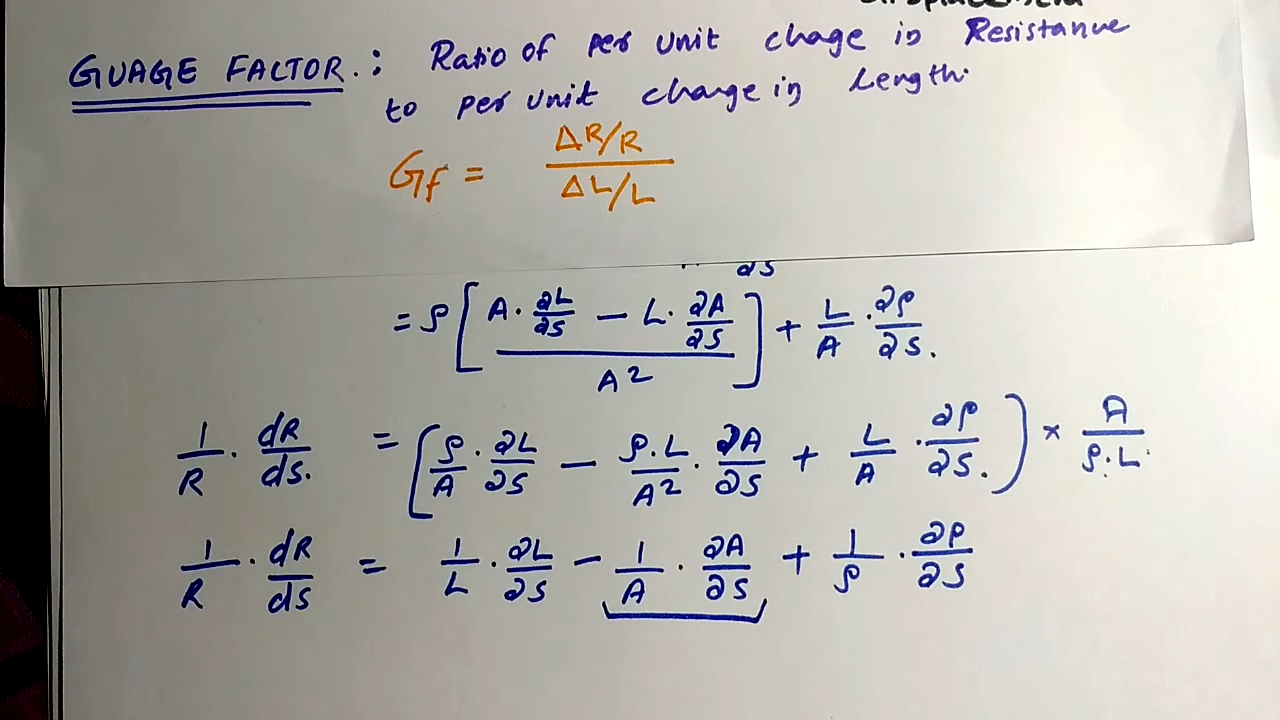 GUAGE FACTOR.: Ratio of per unit chage in Resistance
to per unit change in Length.
Gf = ΔR/R / ΔL/L
∂S
= ρ [ A · ∂L/∂S − L · ∂A/∂S / A² ] + L/A · ∂ρ/∂S.
1/R · dR/ds. = [ ρ/A · ∂L/∂S − ρ.L/A² · ∂A/∂S + L/A · ∂ρ/∂S. ) × A/ρ.L.
1/R · dR/ds = 1/L · ∂L/∂S − 1/A · ∂A/∂S + 1/ρ · ∂ρ/∂S